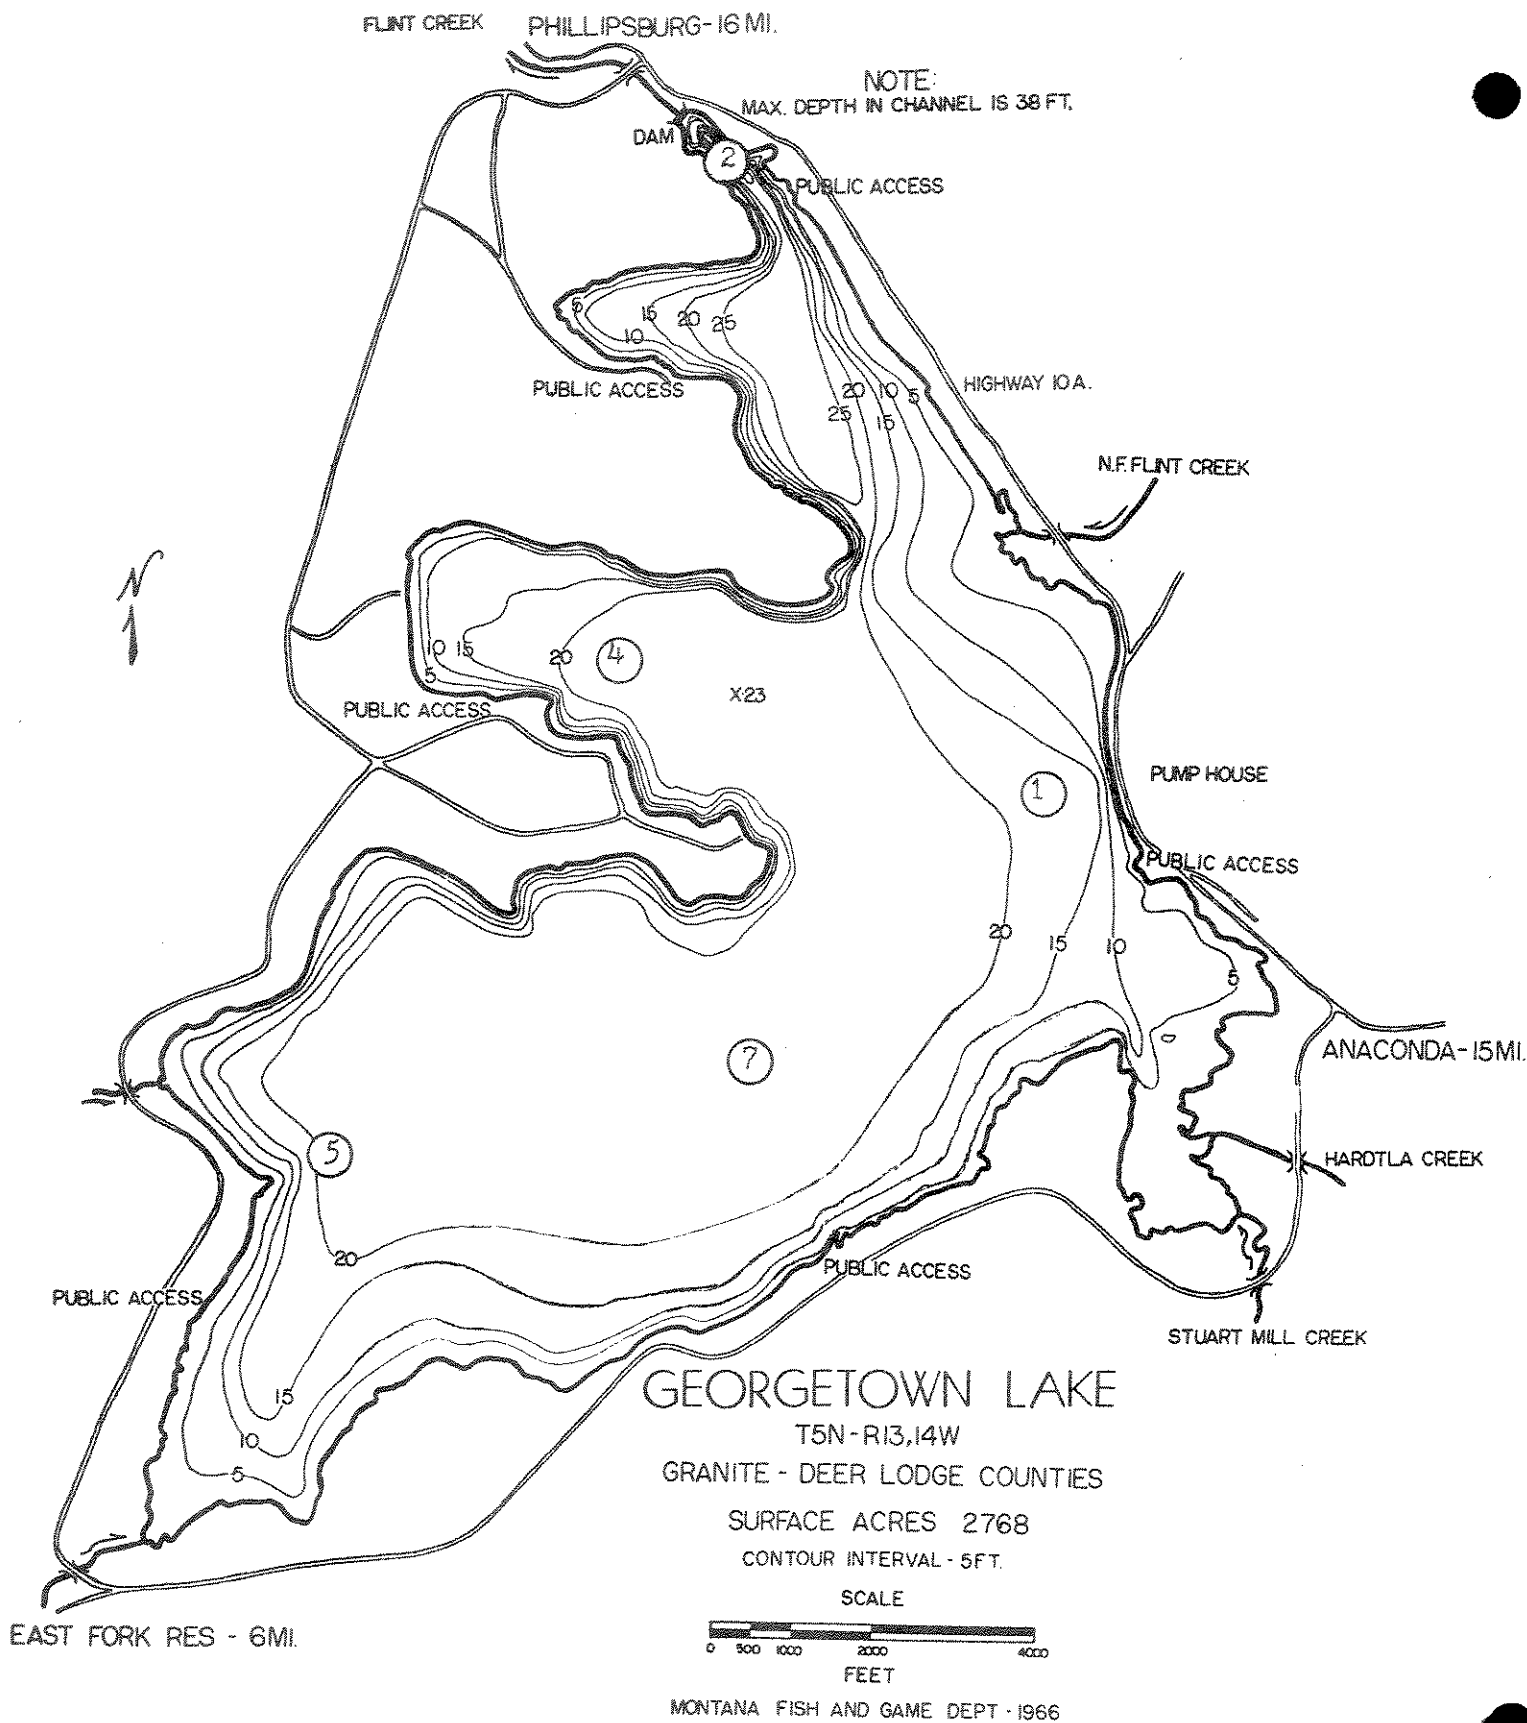 FLINT CREEK
PHILLIPSBURG-16 MI.
NOTE:
MAX. DEPTH IN CHANNEL IS 38 FT.
DAM
2
PUBLIC ACCESS
5
15
20
25
10
PUBLIC ACCESS
20
10
5
25
15
HIGHWAY 10 A.
N.F. FLINT CREEK
N
10
15
20
4
5
X-23
PUBLIC ACCESS
PUMP HOUSE
1
PUBLIC ACCESS
20
15
10
5
7
ANACONDA-15 MI.
5
HARDTLA CREEK
20
PUBLIC ACCESS
PUBLIC ACCESS
STUART MILL CREEK
15
10
5
GEORGETOWN LAKE
T5N-R13,14W
GRANITE - DEER LODGE COUNTIES
SURFACE ACRES 2768
CONTOUR INTERVAL - 5FT.
SCALE
0 500 1000 2000 4000
FEET
EAST FORK RES - 6MI.
MONTANA FISH AND GAME DEPT - 1966